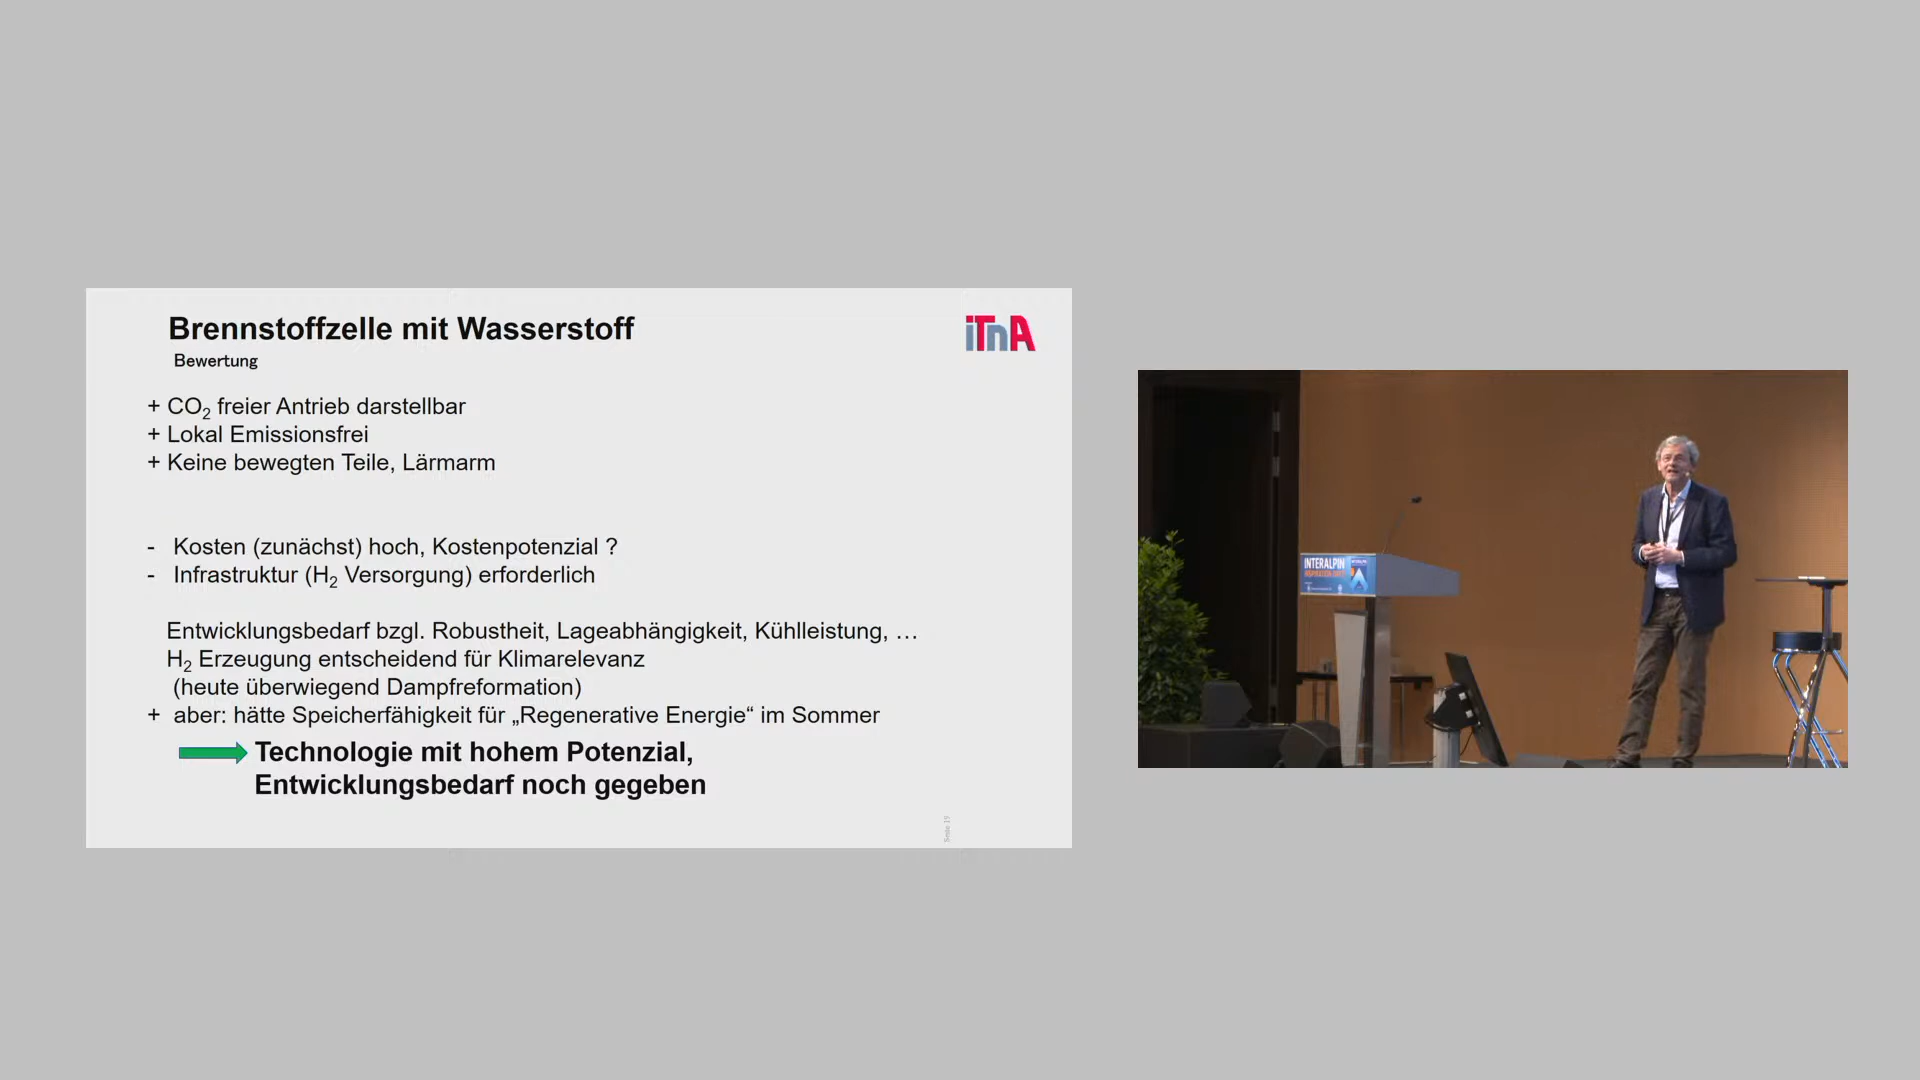 Brennstoffzelle mit Wasserstoff
iTnA
Bewertung
+ CO2 freier Antrieb darstellbar
+ Lokal Emissionsfrei
+ Keine bewegten Teile, Lärmarm
- Kosten (zunächst) hoch, Kostenpotenzial ?
- Infrastruktur (H2 Versorgung) erforderlich
Entwicklungsbedarf bzgl. Robustheit, Lageabhängigkeit, Kühlleistung, …
H2 Erzeugung entscheidend für Klimarelevanz
(heute überwiegend Dampfreformation)
+ aber: hätte Speicherfähigkeit für „Regenerative Energie“ im Sommer
Technologie mit hohem Potenzial,
Entwicklungsbedarf noch gegeben
Seite 19
INTERALPIN